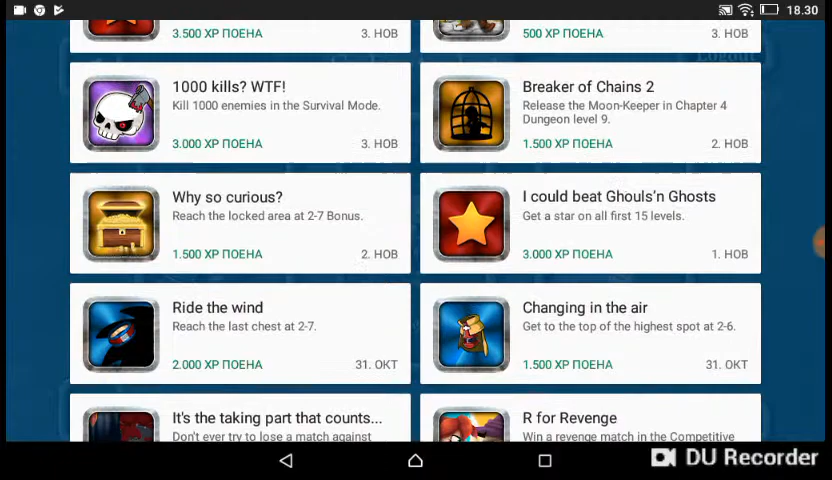 18.30
3.500 XP ПОЕНА
3. НОВ
500 XP ПОЕНА
3. НОВ
1000 kills? WTF!
Kill 1000 enemies in the Survival Mode.
3.000 XP ПОЕНА
3. НОВ
Breaker of Chains 2
Release the Moon-Keeper in Chapter 4
Dungeon level 9.
1.500 XP ПОЕНА
2. НОВ
Why so curious?
Reach the locked area at 2-7 Bonus.
1.500 XP ПОЕНА
2. НОВ
I could beat Ghouls'n Ghosts
Get a star on all first 15 levels.
3.000 XP ПОЕНА
1. НОВ
Ride the wind
Reach the last chest at 2-7.
2.000 XP ПОЕНА
31. ОКТ
Changing in the air
Get to the top of the highest spot at 2-6.
1.500 XP ПОЕНА
31. ОКТ
It's the taking part that counts...
Don't ever try to lose a match against
R for Revenge
Win a revenge match in the Competitive
DU Recorder